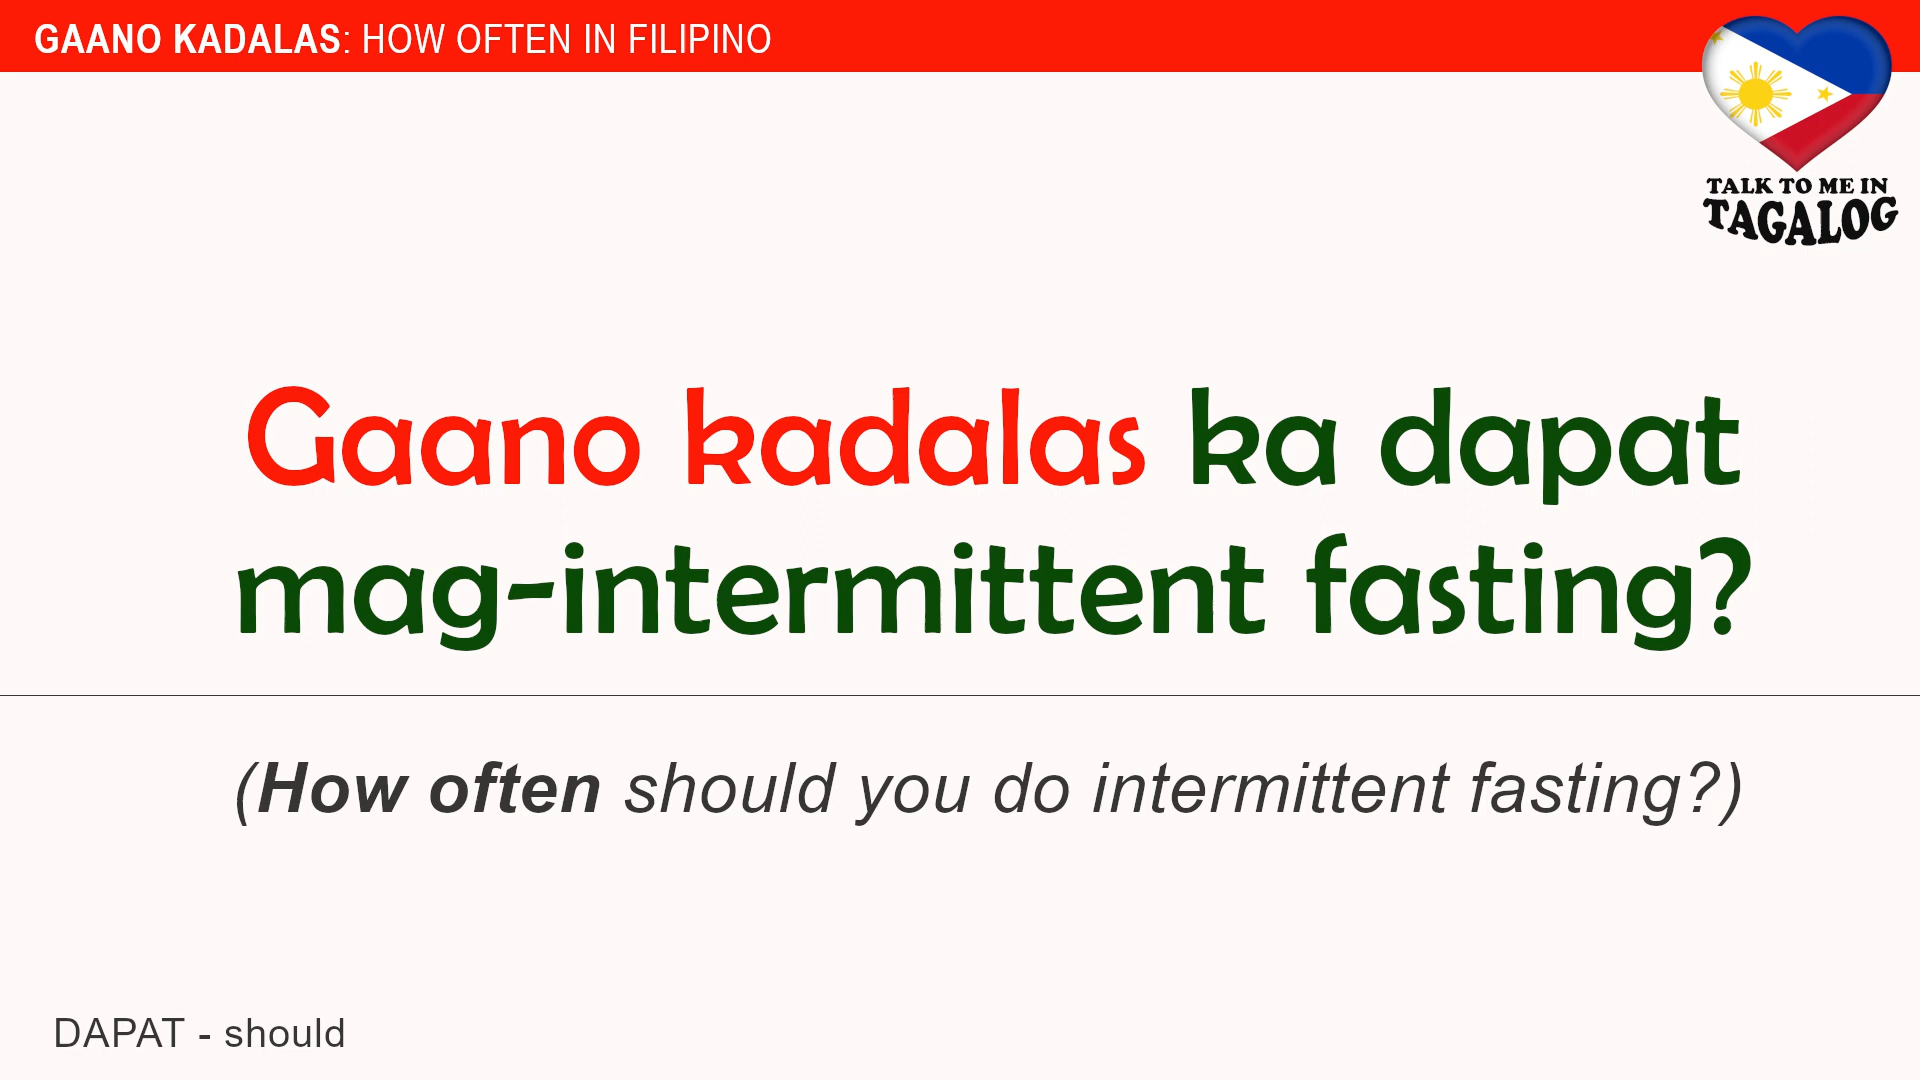 GAANO KADALAS: HOW OFTEN IN FILIPINO
TALK TO ME IN
TAGALOG
Gaano kadalas ka dapat
mag-intermittent fasting?
(How often should you do intermittent fasting?)
DAPAT - should